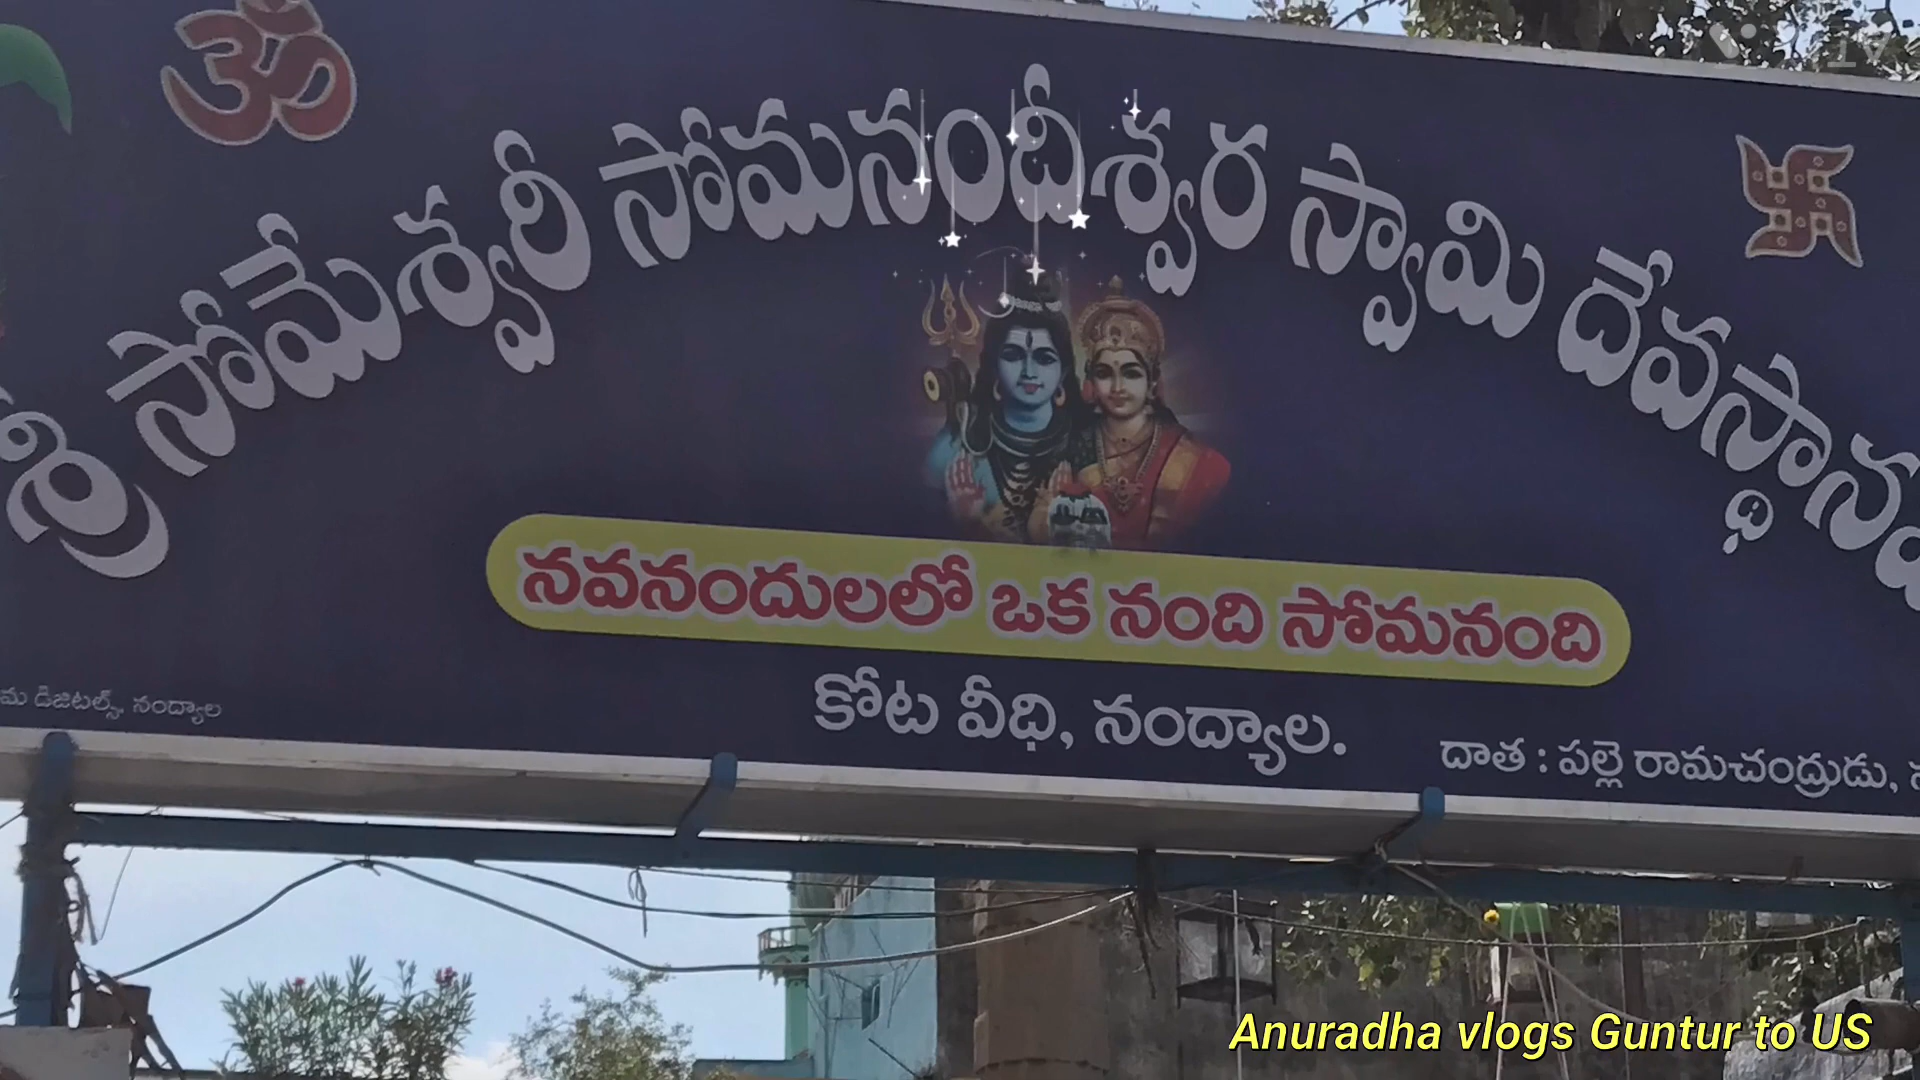 ॐ
శ్రీ సోమేశ్వరీ సోమనందీశ్వర స్వామి దేవస్థానం
నవనందులలో ఒక నంది సోమనంది
కోట వీధి, నంద్యాల.
డిజిటల్స్, నంద్యాల
దాత : పల్లె రామచంద్రుడు,
Anuradha vlogs Guntur to US